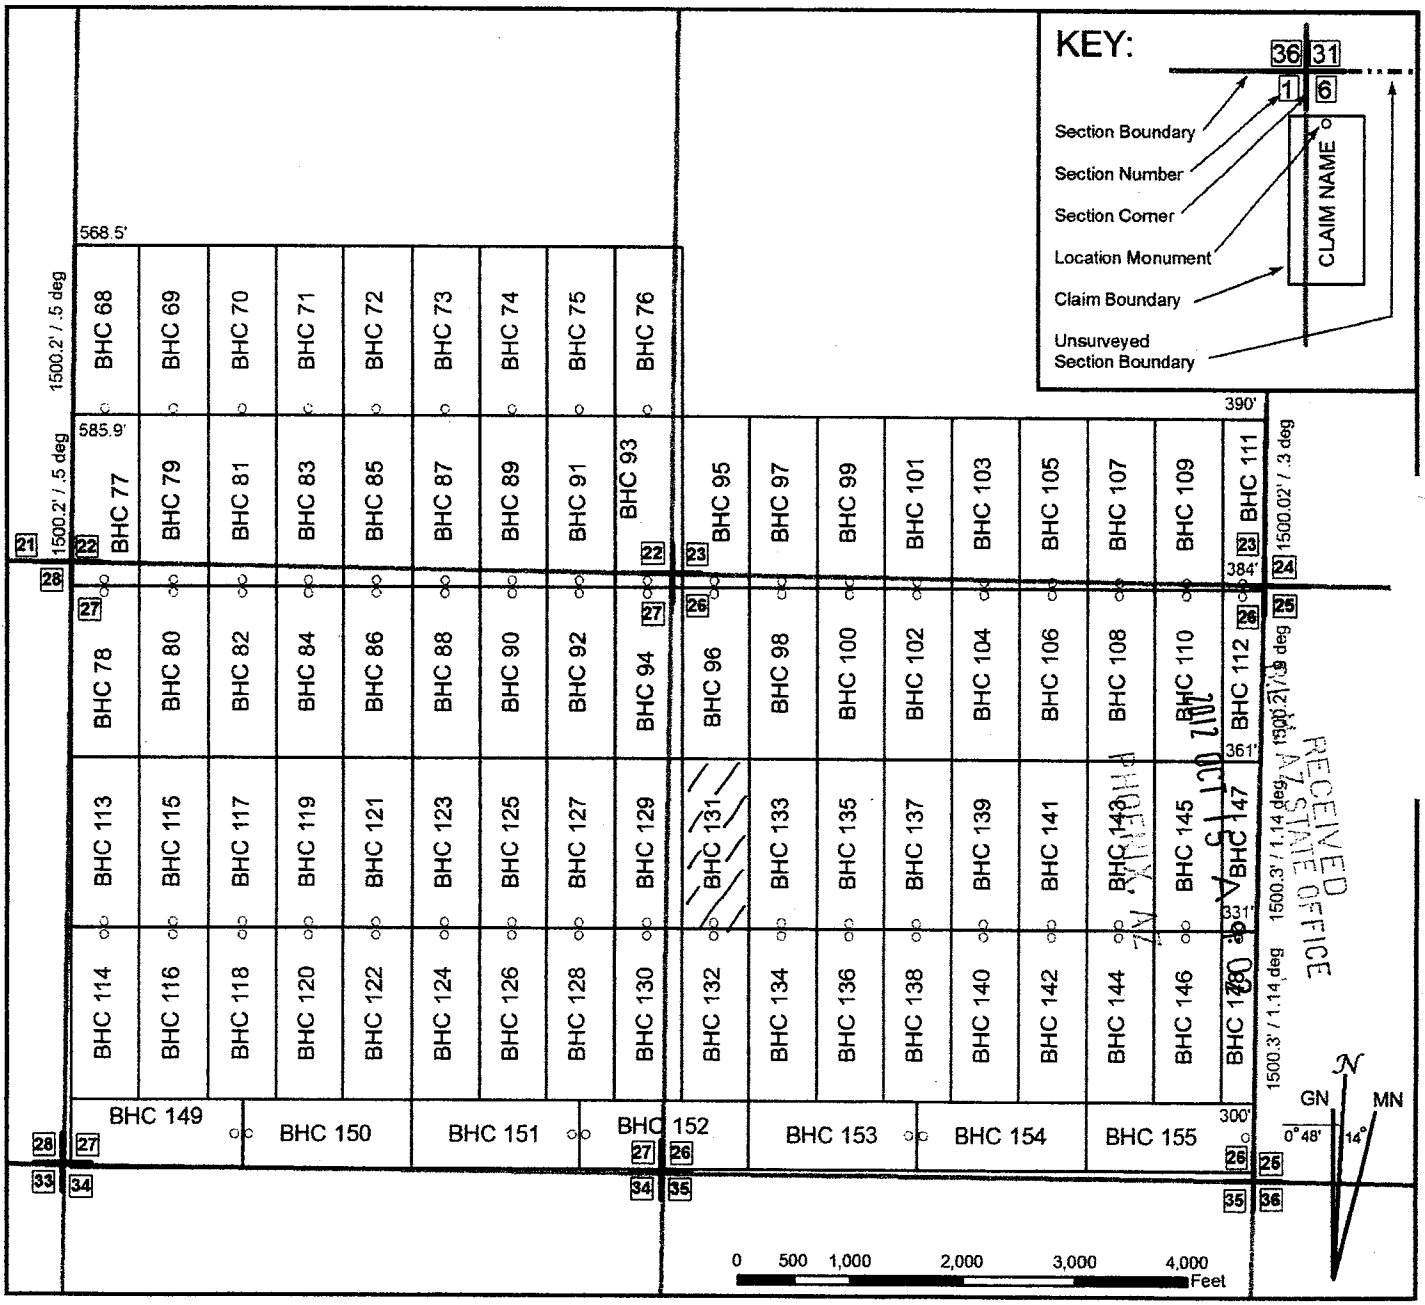 KEY:
36 31
1 6
Section Boundary
Section Number
Section Corner
Location Monument
Claim Boundary
Unsurveyed
Section Boundary
CLAIM NAME
568.5'
1500.2' / .5 deg
BHC 68
BHC 69
BHC 70
BHC 71
BHC 72
BHC 73
BHC 74
BHC 75
BHC 76
390'
585.9'
1500.2' / .5 deg
BHC 77
BHC 79
BHC 81
BHC 83
BHC 85
BHC 87
BHC 89
BHC 91
BHC 93
BHC 95
BHC 97
BHC 99
BHC 101
BHC 103
BHC 105
BHC 107
BHC 109
BHC 111
1500.02' / .3 deg
21 22
22 23
23 24
384'
28 27
27 26
26 25
BHC 78
BHC 80
BHC 82
BHC 84
BHC 86
BHC 88
BHC 90
BHC 92
BHC 94
BHC 96
BHC 98
BHC 100
BHC 102
BHC 104
BHC 106
BHC 108
BHC 110
BHC 112
361'
BHC 113
BHC 115
BHC 117
BHC 119
BHC 121
BHC 123
BHC 125
BHC 127
BHC 129
BHC 131
BHC 133
BHC 135
BHC 137
BHC 139
BHC 141
BHC 143
BHC 145
BHC 147
1500.3' / 1.14 deg
331'
BHC 114
BHC 116
BHC 118
BHC 120
BHC 122
BHC 124
BHC 126
BHC 128
BHC 130
BHC 132
BHC 134
BHC 136
BHC 138
BHC 140
BHC 142
BHC 144
BHC 146
BHC 148
1500.3' / 1.14 deg
RECEIVED
AZ STATE OFFICE
2012 OCT 15 A
PHOENIX, AZ
BHC 149
BHC 150
BHC 151
BHC 152
BHC 153
BHC 154
BHC 155
300'
28 27
27 26
26 25
33 34
34 35
35 36
N
GN
MN
0° 48'
14°
0 500 1,000 2,000 3,000 4,000
Feet